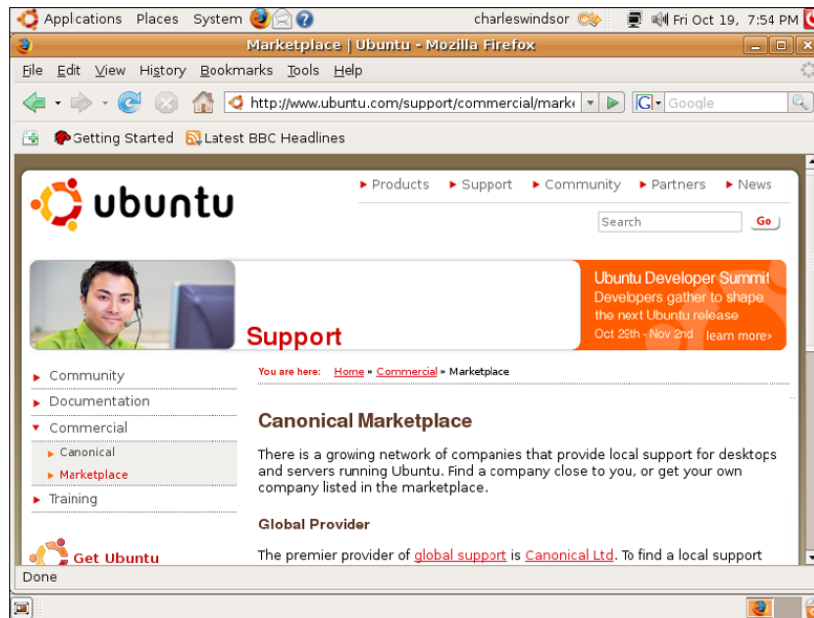 Applications Places System charleswindsor Fri Oct 19, 7:54 PM
Marketplace | Ubuntu - Mozilla Firefox
File Edit View History Bookmarks Tools Help
http://www.ubuntu.com/support/commercial/mark G Google
Getting Started Latest BBC Headlines
ubuntu
Products Support Community Partners News
Search Go
Ubuntu Developer Summit
Developers gather to shape
the next Ubuntu release
Oct 29th - Nov 2nd learn more»
Support
Community
Documentation
Commercial
Canonical
Marketplace
Training
Get Ubuntu
You are here: Home » Commercial » Marketplace
Canonical Marketplace
There is a growing network of companies that provide local support for desktops
and servers running Ubuntu. Find a company close to you, or get your own
company listed in the marketplace.
Global Provider
The premier provider of global support is Canonical Ltd. To find a local support
Done